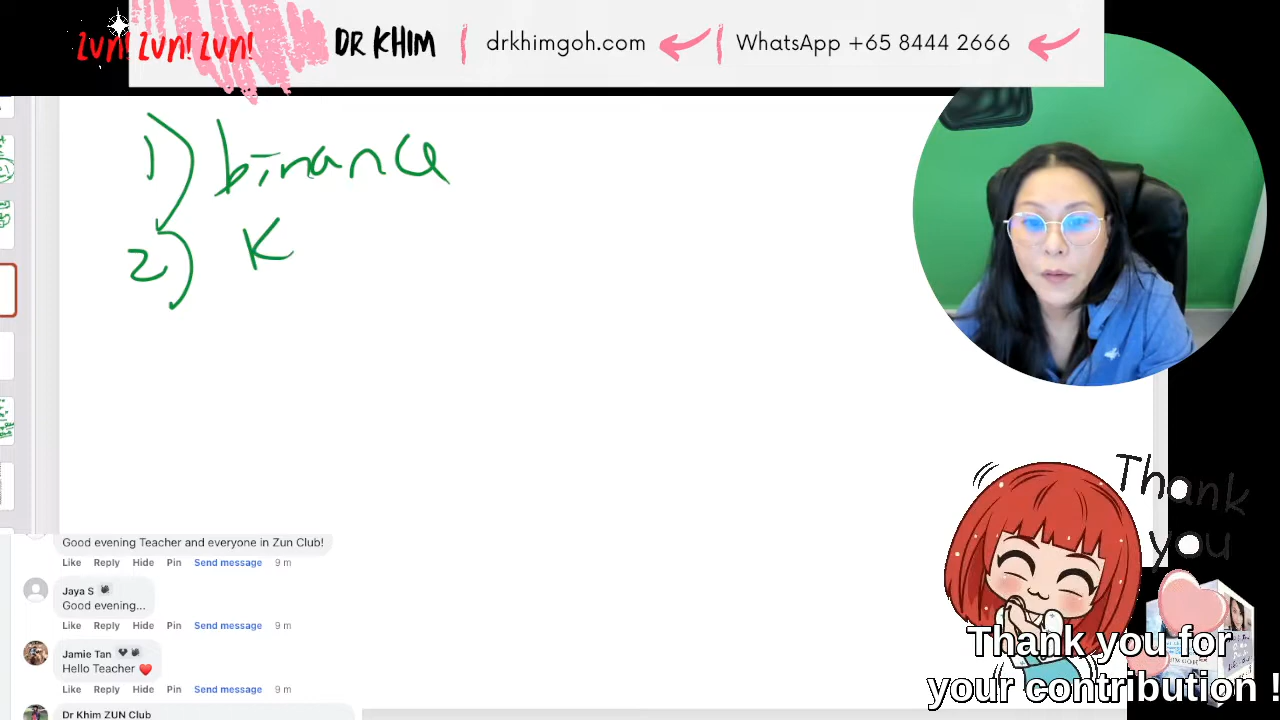 zun! zun! zun! DR KHIM | drkhimgoh.com | WhatsApp +65 8444 2666
1) binance
2) K
Good evening Teacher and everyone in Zun Club!
Like Reply Hide Pin Send message 9 m
Jaya S
Good evening...
Like Reply Hide Pin Send message 9 m
Jamie Tan
Hello Teacher ❤️
Like Reply Hide Pin Send message 9 m
Dr Khim ZUN Club
Thank
you
Thank you for
your contribution !